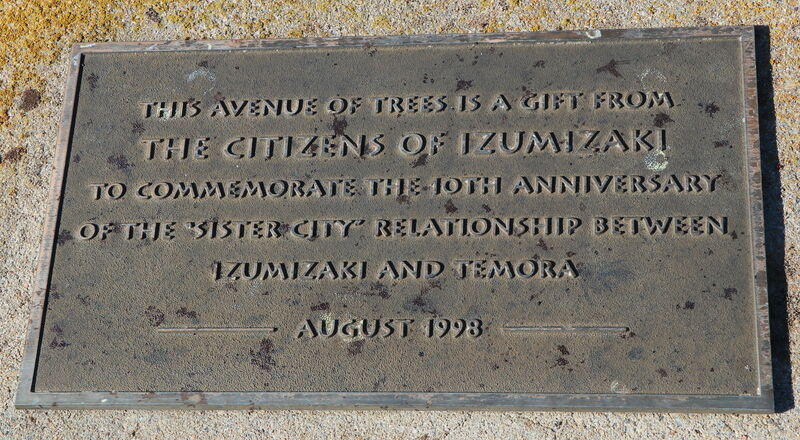 THIS AVENUE OF TREES IS A GIFT FROM
THE CITIZENS OF IZUMIZAKI
TO COMMEMORATE THE 10TH ANNIVERSARY
OF THE 'SISTER CITY' RELATIONSHIP BETWEEN
IZUMIZAKI AND TEMORA
AUGUST 1998